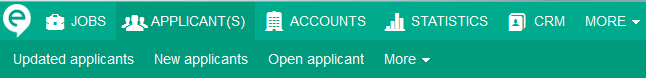 e JOBS APPLICANT(S) ACCOUNTS STATISTICS CRM MORE
Updated applicants New applicants Open applicant More